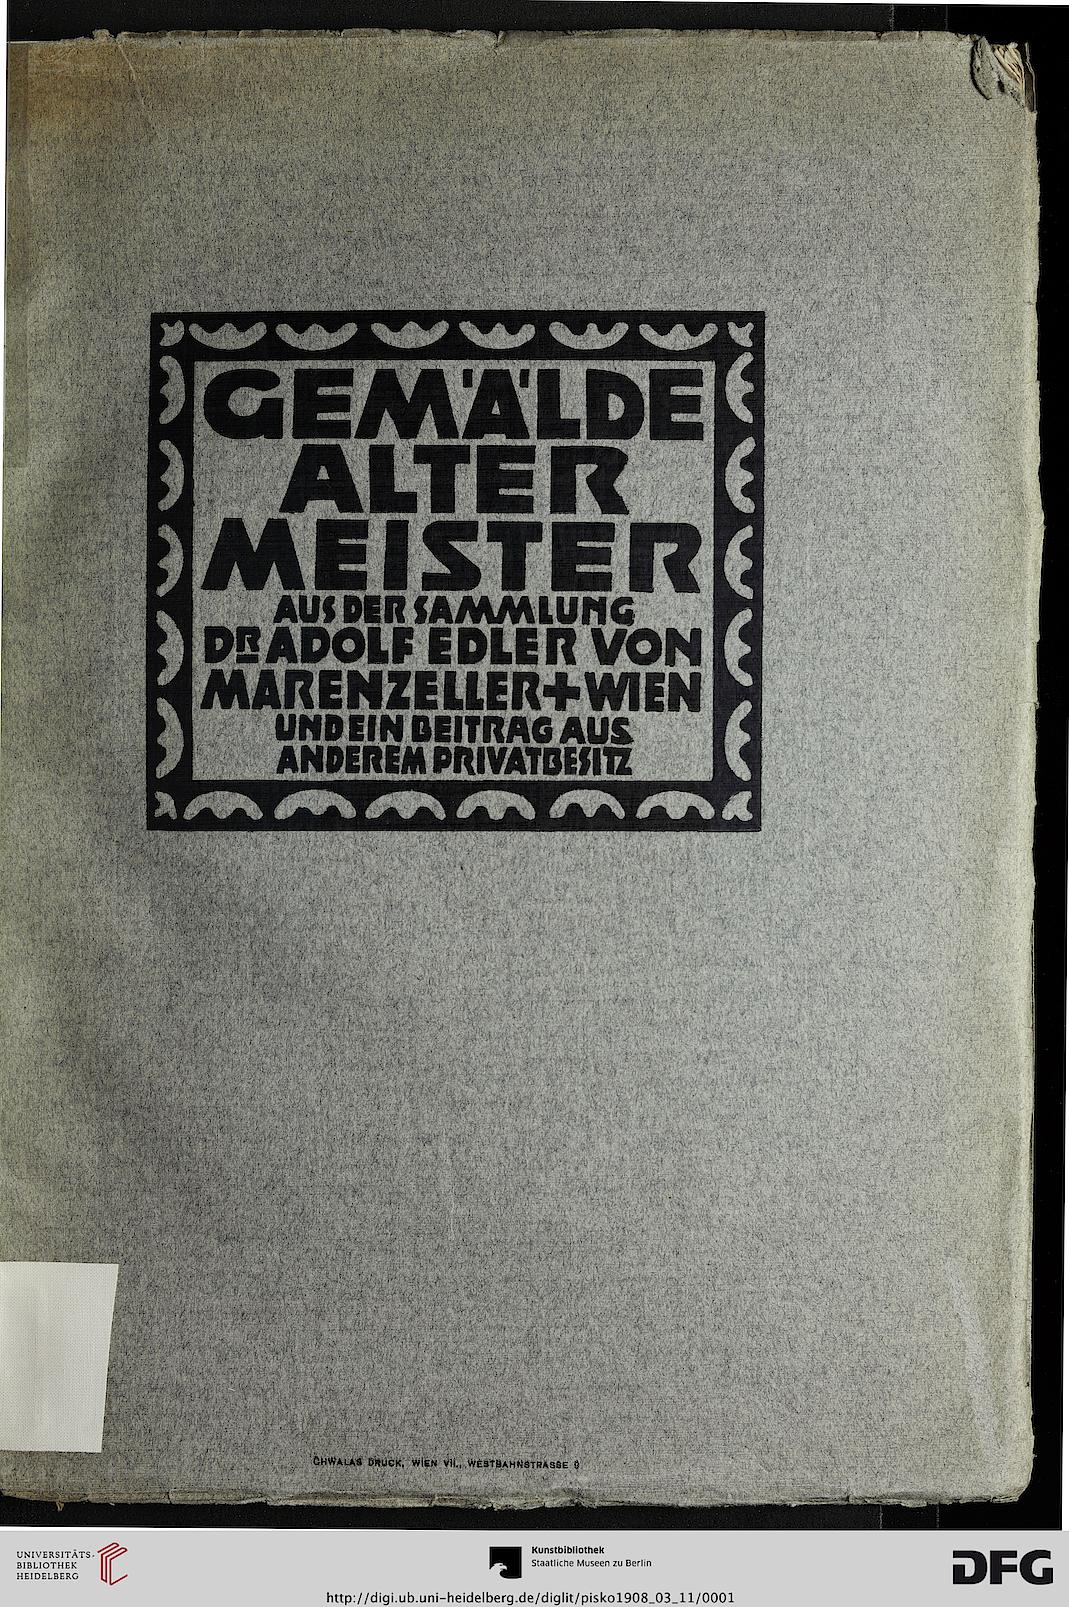 GEMÄLDE
ALTER
MEISTER
AUS DER SAMMLUNG
DR ADOLF EDLER VON
MARENZELLER + WIEN
UND EIN BEITRAG AUS
ANDEREM PRIVATBESITZ
CHWALAS DRUCK, WIEN VII., WESTBAHNSTRASSE 9
UNIVERSITÄTS-
BIBLIOTHEK
HEIDELBERG
Kunstbibliothek
Staatliche Museen zu Berlin
DFG
http://digi.ub.uni-heidelberg.de/diglit/pisko1908_03_11/0001